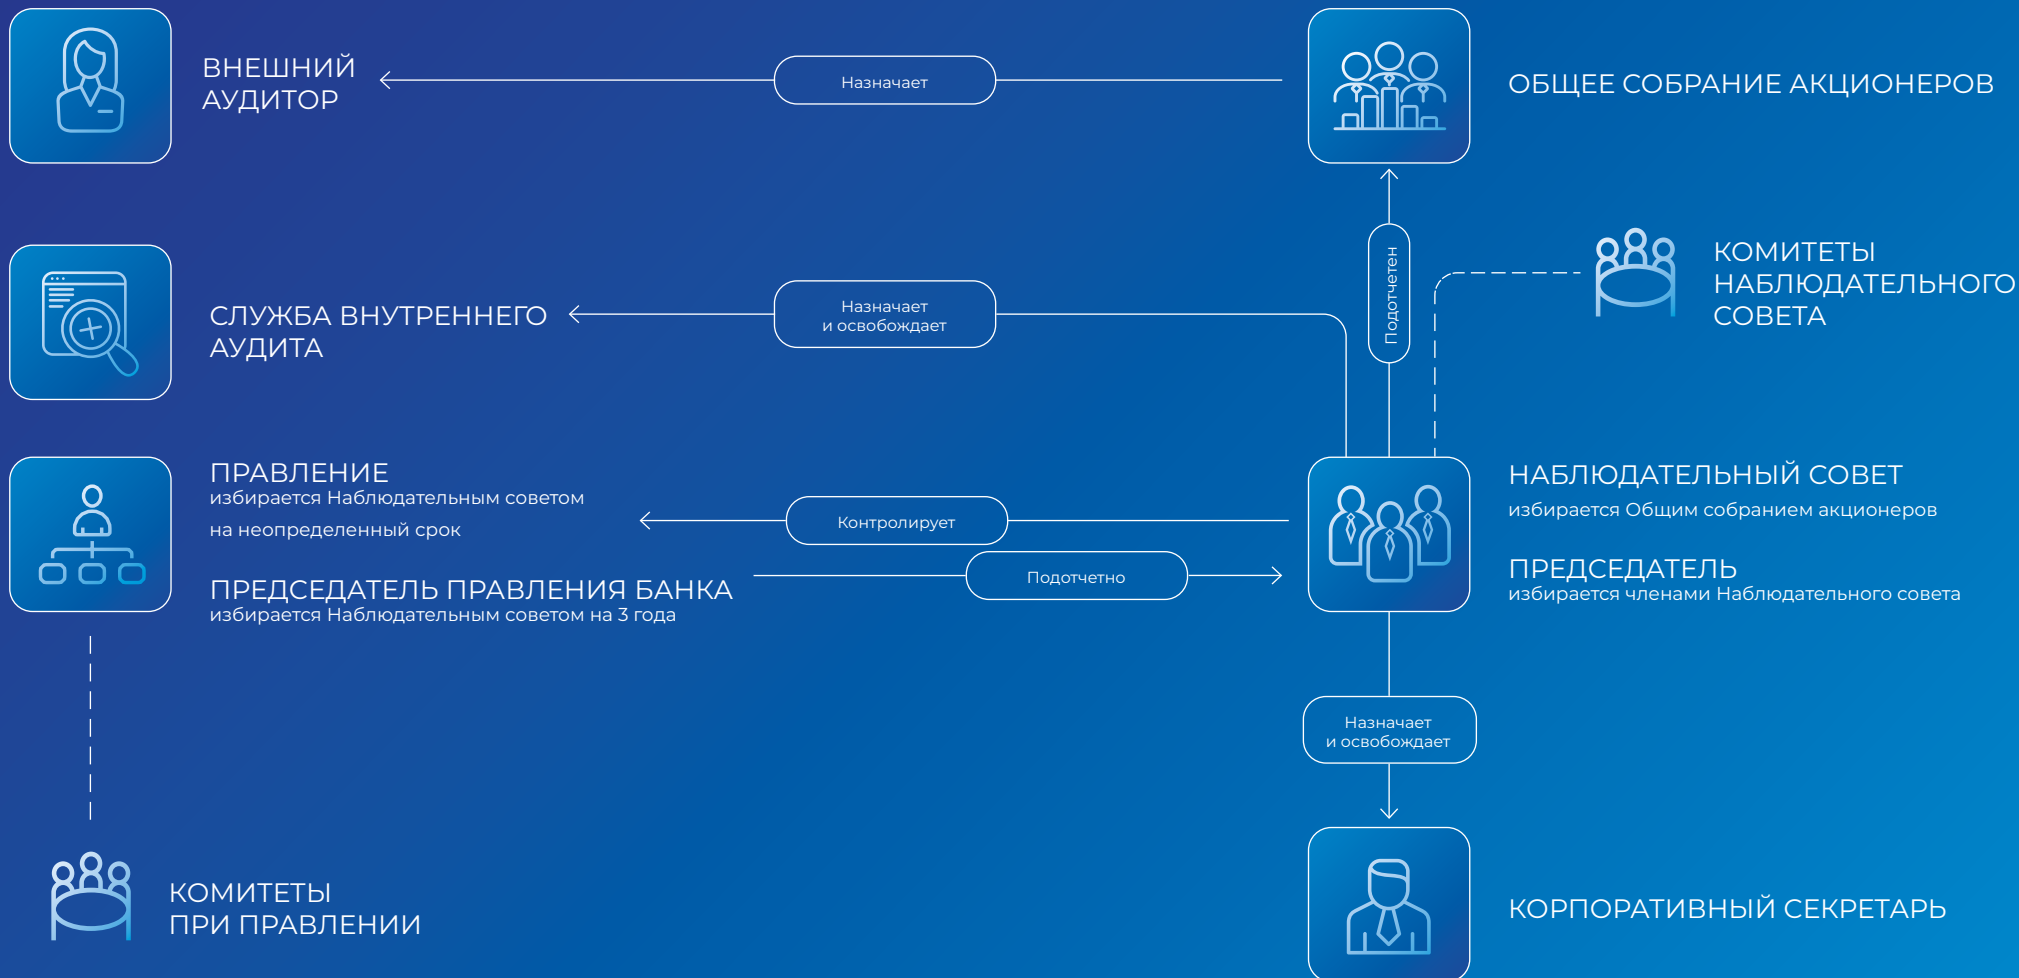 ВНЕШНИЙ
АУДИТОР
Назначает
ОБЩЕЕ СОБРАНИЕ АКЦИОНЕРОВ
Подотчетен
КОМИТЕТЫ
НАБЛЮДАТЕЛЬНОГО
СОВЕТА
СЛУЖБА ВНУТРЕННЕГО
АУДИТА
Назначает
и освобождает
ПРАВЛЕНИЕ
избирается Наблюдательным советом
на неопределенный срок
ПРЕДСЕДАТЕЛЬ ПРАВЛЕНИЯ БАНКА
избирается Наблюдательным советом на 3 года
Контролирует
Подотчетно
НАБЛЮДАТЕЛЬНЫЙ СОВЕТ
избирается Общим собранием акционеров
ПРЕДСЕДАТЕЛЬ
избирается членами Наблюдательного совета
Назначает
и освобождает
КОМИТЕТЫ
ПРИ ПРАВЛЕНИИ
КОРПОРАТИВНЫЙ СЕКРЕТАРЬ